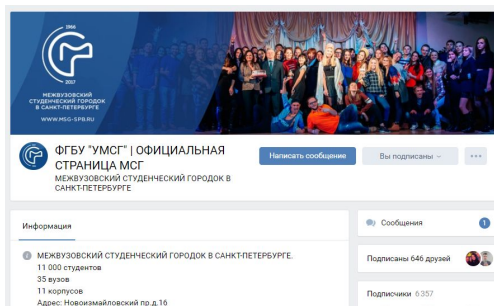 1966
2017
МЕЖВУЗОВСКИЙ
СТУДЕНЧЕСКИЙ ГОРОДОК
В САНКТ-ПЕТЕРБУРГЕ
WWW.MSG-SPB.RU
ФГБУ "УМСГ" | ОФИЦИАЛЬНАЯ
СТРАНИЦА МСГ
МЕЖВУЗОВСКИЙ СТУДЕНЧЕСКИЙ ГОРОДОК В
САНКТ-ПЕТЕРБУРГЕ
Написать сообщение
Вы подписаны
Информация
МЕЖВУЗОВСКИЙ СТУДЕНЧЕСКИЙ ГОРОДОК В САНКТ-ПЕТЕРБУРГЕ.
11 000 студентов
35 вузов
11 корпусов
Адрес: Новоизмайловский пр.д.16
Сообщения 1
Подписаны 646 друзей
Подписчики 6 357